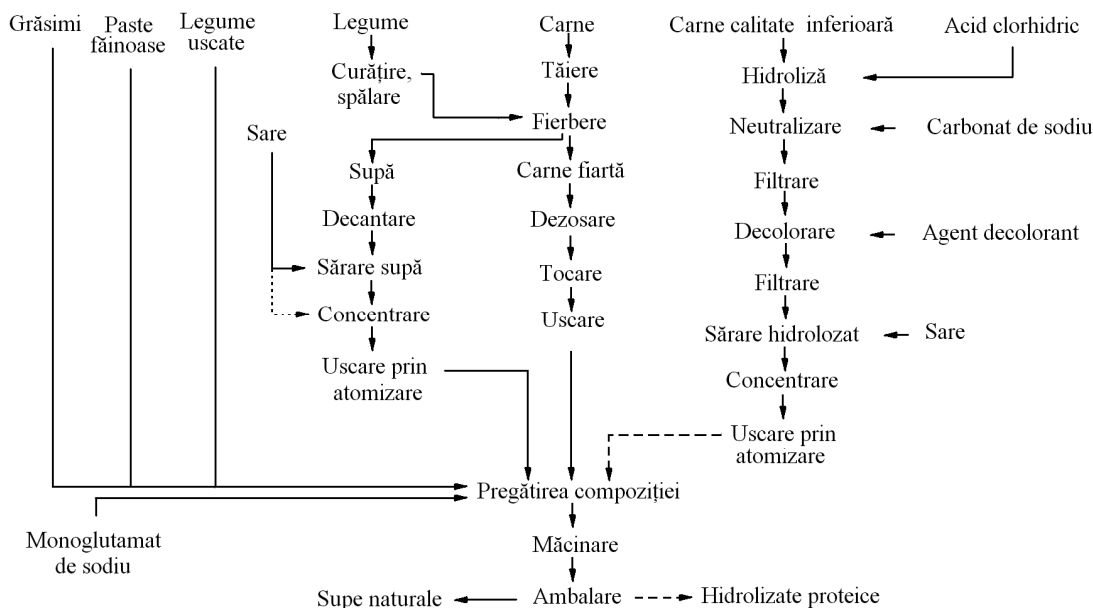 Grăsimi
Paste
făinoase
Legume
uscate
Legume
Carne
Carne calitate inferioară
Acid clorhidric
Curățire,
spălare
Tăiere
Hidroliză
Sare
Fierbere
Neutralizare
Carbonat de sodiu
Supă
Carne fiartă
Filtrare
Decantare
Dezosare
Decolorare
Agent decolorant
Sărare supă
Tocare
Filtrare
Concentrare
Uscare
Sărare hidrolozat
Sare
Uscare prin
atomizare
Concentrare
Uscare prin
atomizare
Pregătirea compoziției
Monoglutamat
de sodiu
Măcinare
Supe naturale
Ambalare
Hidrolizate proteice